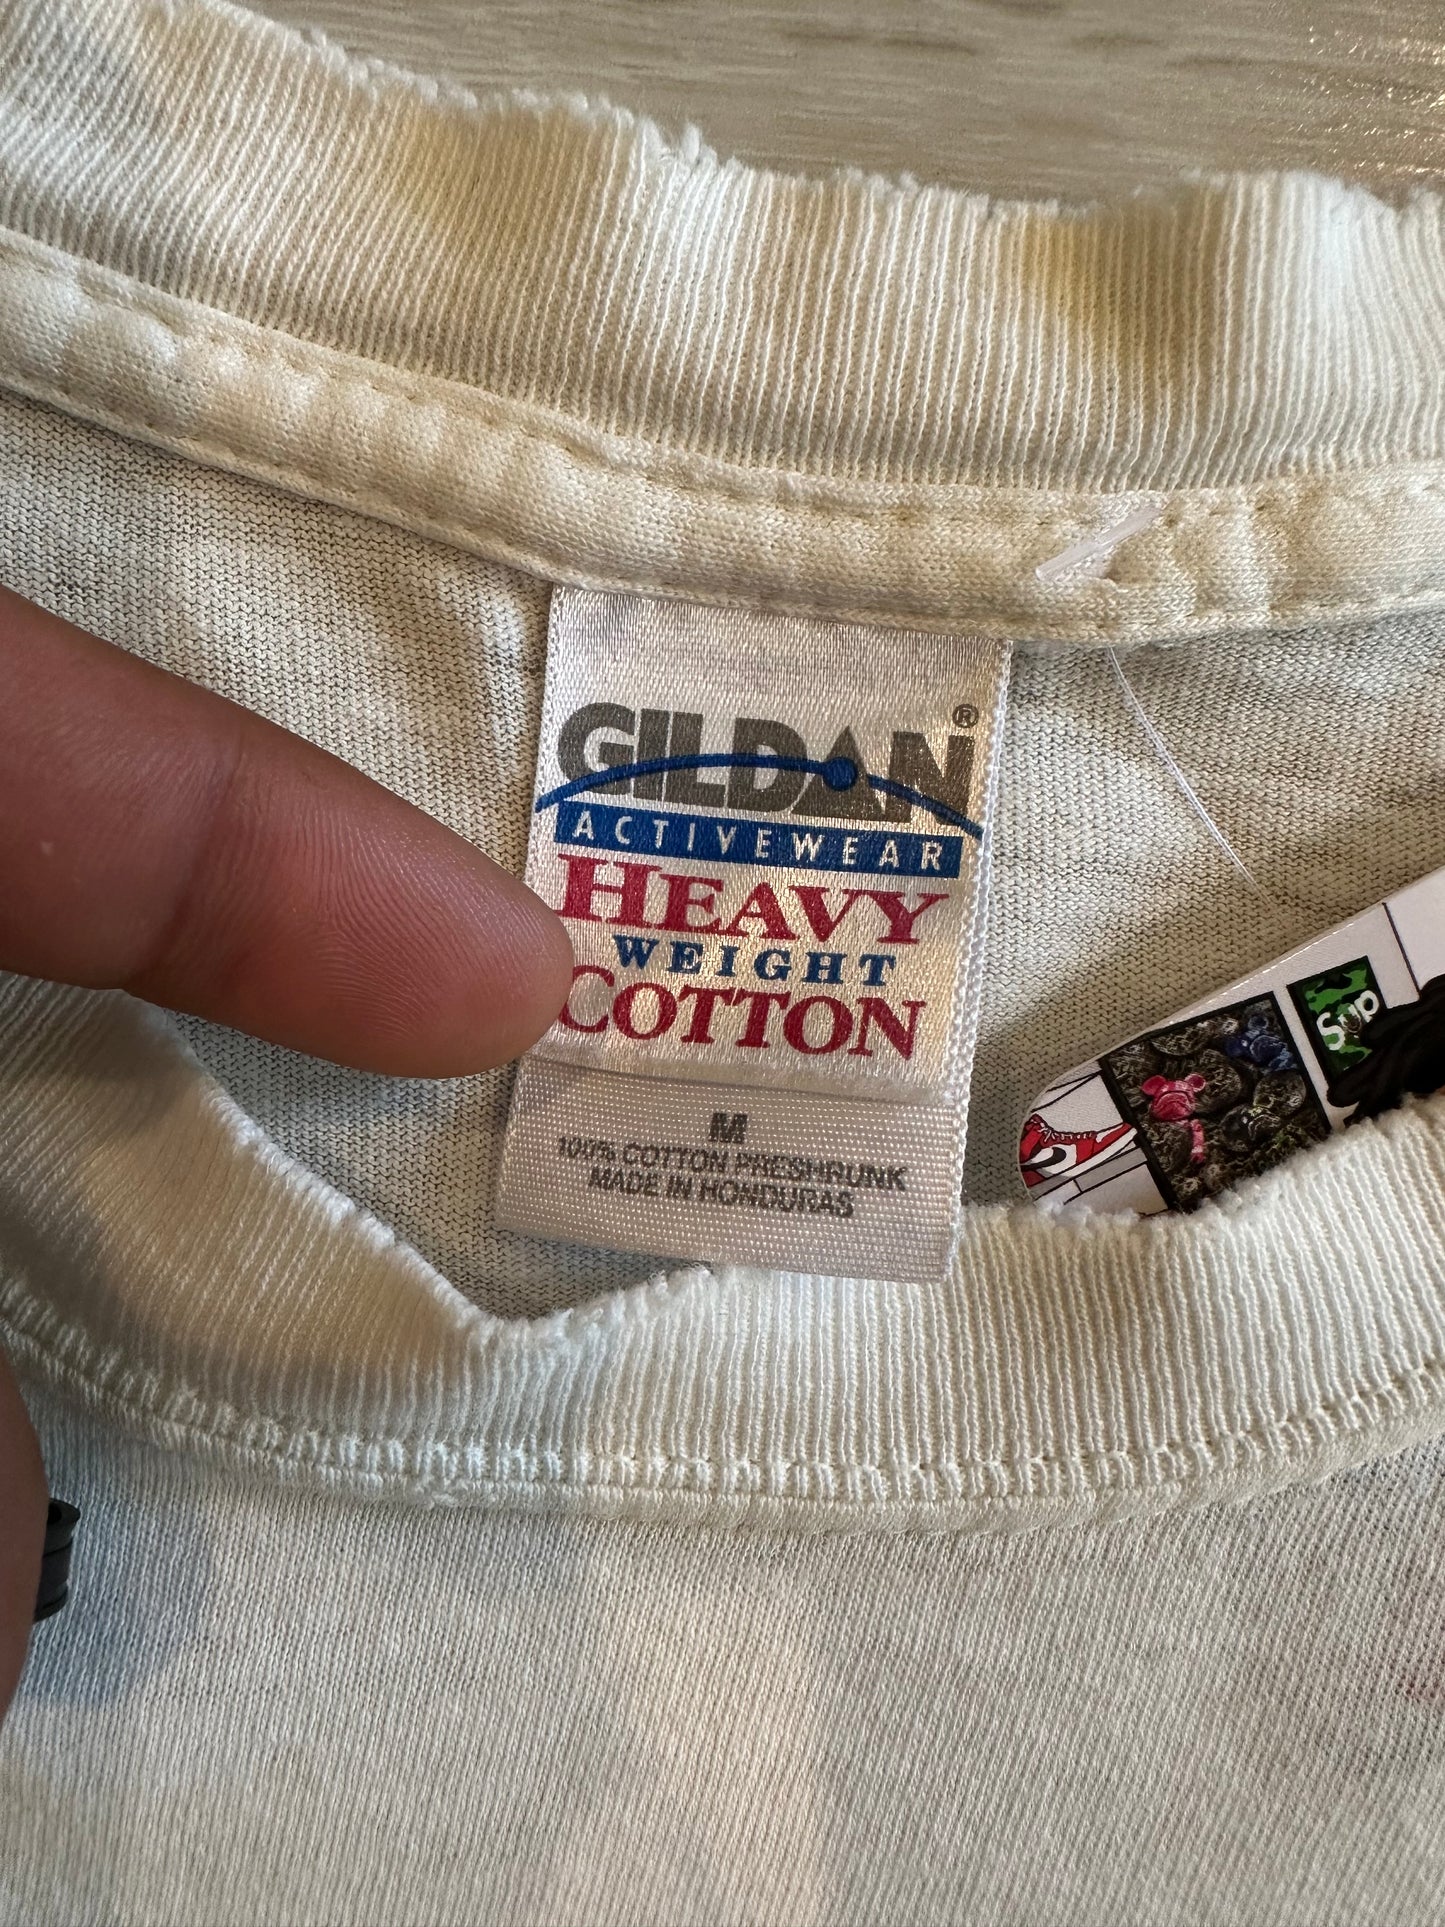 GILDAN®
ACTIVEWEAR
HEAVY
WEIGHT
COTTON
M
100% COTTON PRESHRUNK
MADE IN HONDURAS
Sup